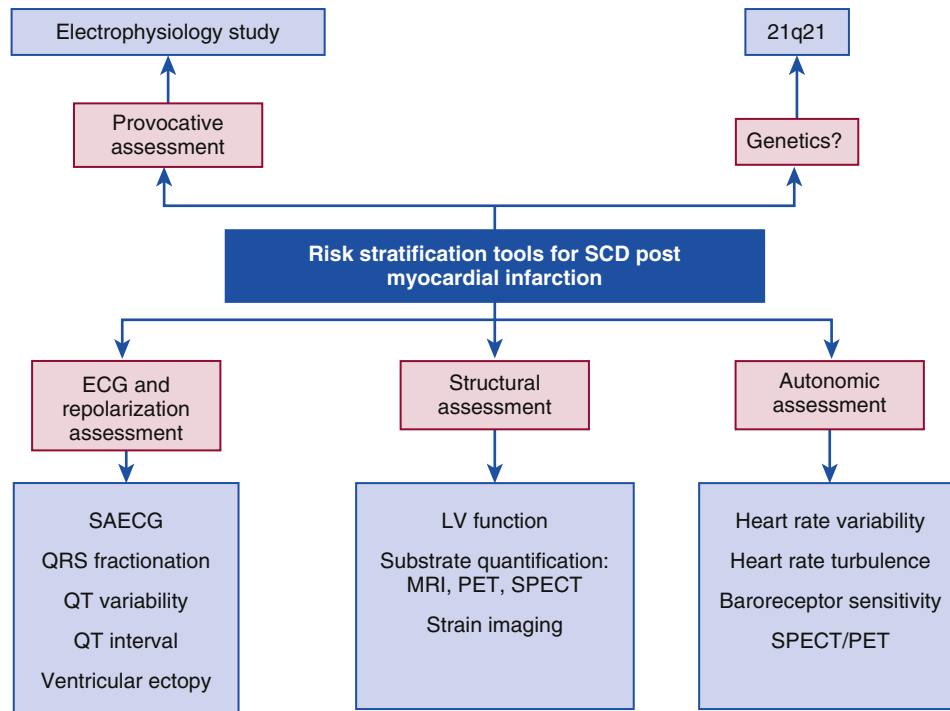 Electrophysiology study
21q21
Provocative
assessment
Genetics?
Risk stratification tools for SCD post
myocardial infarction
ECG and
repolarization
assessment
Structural
assessment
Autonomic
assessment
SAECG
QRS fractionation
QT variability
QT interval
Ventricular ectopy
LV function
Substrate quantification:
MRI, PET, SPECT
Strain imaging
Heart rate variability
Heart rate turbulence
Baroreceptor sensitivity
SPECT/PET